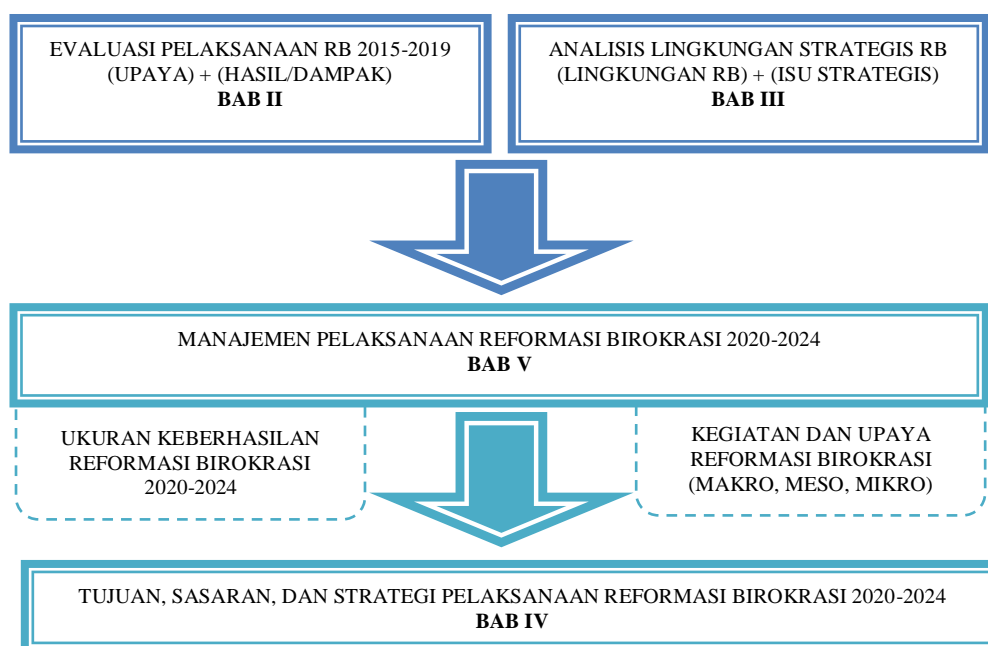 EVALUASI PELAKSANAAN RB 2015-2019
(UPAYA) + (HASIL/DAMPAK)
BAB II
ANALISIS LINGKUNGAN STRATEGIS RB
(LINGKUNGAN RB) + (ISU STRATEGIS)
BAB III
MANAJEMEN PELAKSANAAN REFORMASI BIROKRASI 2020-2024
BAB V
UKURAN KEBERHASILAN
REFORMASI BIROKRASI
2020-2024
KEGIATAN DAN UPAYA
REFORMASI BIROKRASI
(MAKRO, MESO, MIKRO)
TUJUAN, SASARAN, DAN STRATEGI PELAKSANAAN REFORMASI BIROKRASI 2020-2024
BAB IV